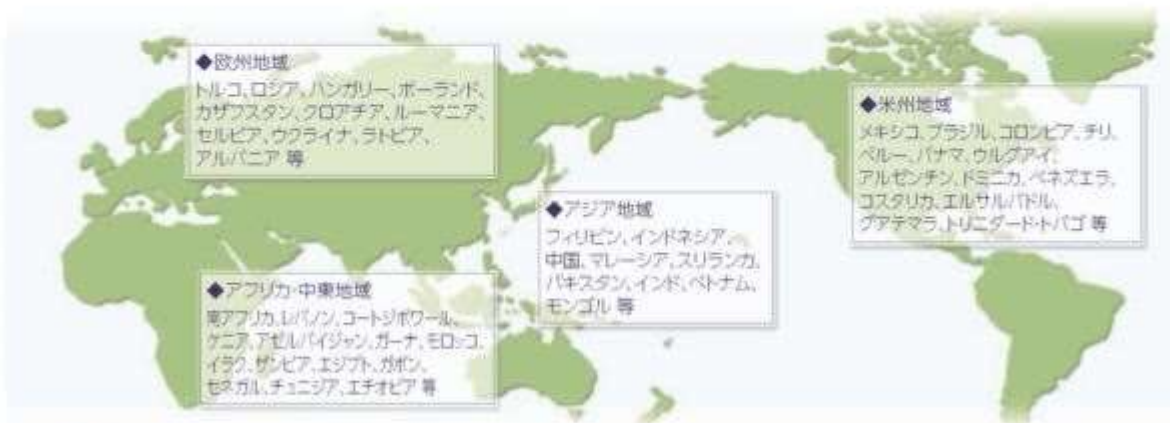 ◆欧州地域
トルコ、ロシア、ハンガリー、ポーランド、
カザフスタン、クロアチア、ルーマニア、
セルビア、ウクライナ、ラトビア、
アルバニア 等
◆米州地域
メキシコ、ブラジル、コロンビア、チリ、
ペルー、パナマ、ウルグアイ、
アルゼンチン、ドミニカ、ベネズエラ、
コスタリカ、エルサルバドル、
グアテマラ、トリニダード・トバゴ 等
◆アジア地域
フィリピン、インドネシア、
中国、マレーシア、スリランカ、
パキスタン、インド、ベトナム、
モンゴル 等
◆アフリカ・中東地域
南アフリカ、レバノン、コートジボワール、
ケニア、アゼルバイジャン、ガーナ、モロッコ、
イラク、ザンビア、エジプト、ガボン、
セネガル、チュニジア、エチオピア 等